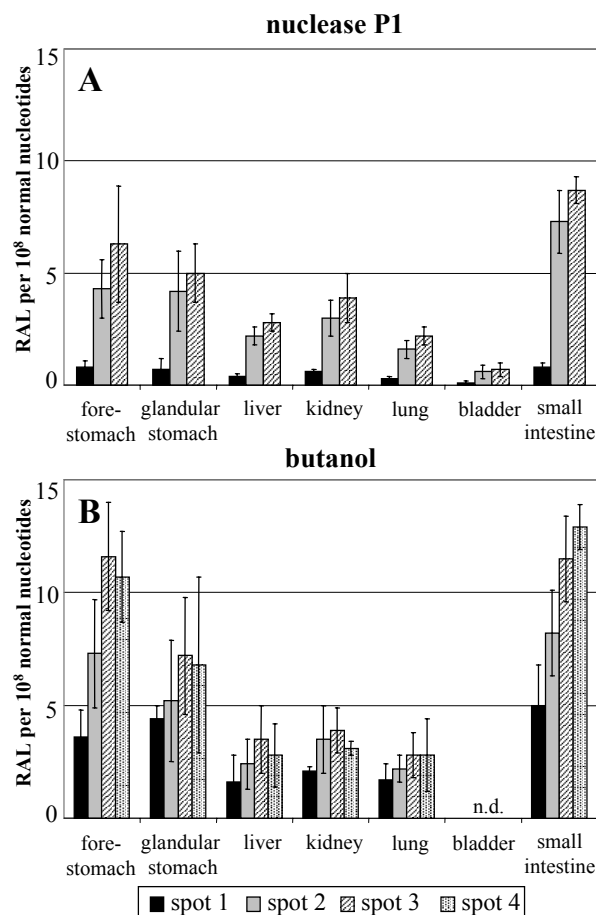 nuclease P1
15
A
10
5
0
RAL per 10⁸ normal nucleotides
fore-
stomach
glandular
stomach
liver
kidney
lung
bladder
small
intestine
butanol
15
B
10
5
0
RAL per 10⁸ normal nucleotides
n.d.
fore-
stomach
glandular
stomach
liver
kidney
lung
bladder
small
intestine
spot 1 spot 2 spot 3 spot 4